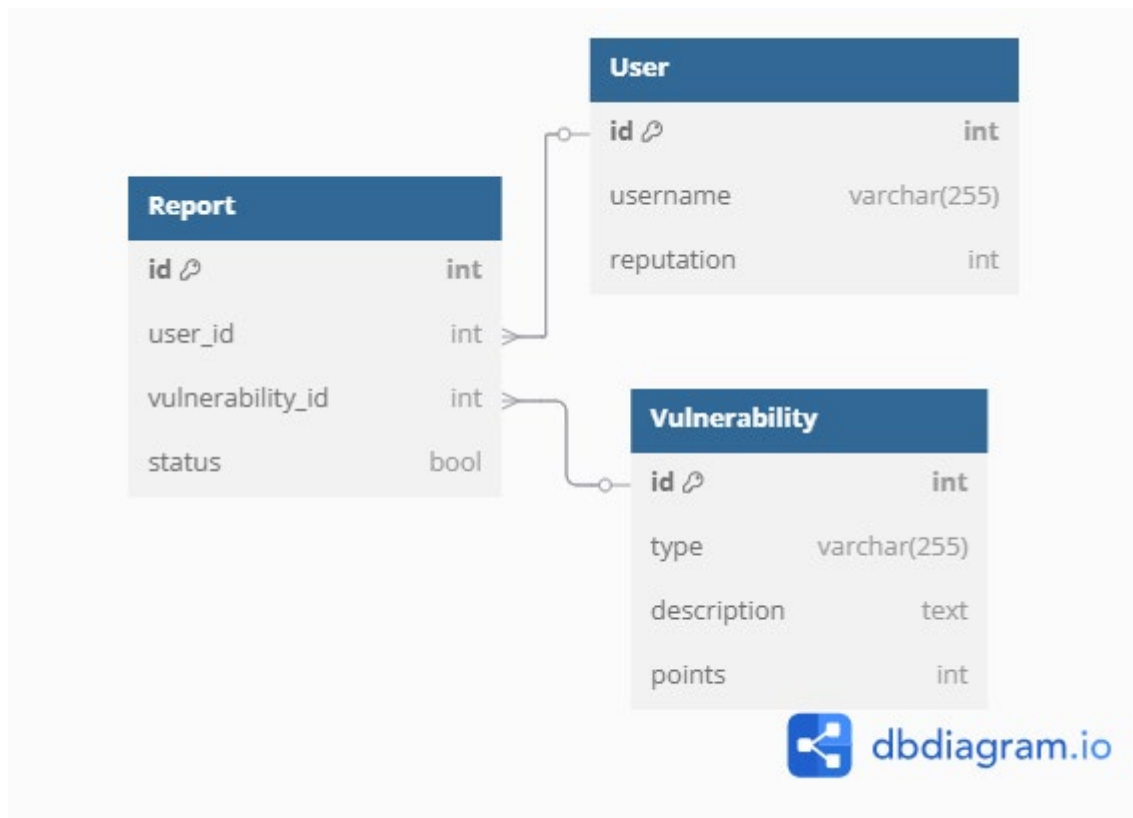 User
id int
username varchar(255)
reputation int
Report
id int
user_id int
vulnerability_id int
status bool
Vulnerability
id int
type varchar(255)
description text
points int
dbdiagram.io